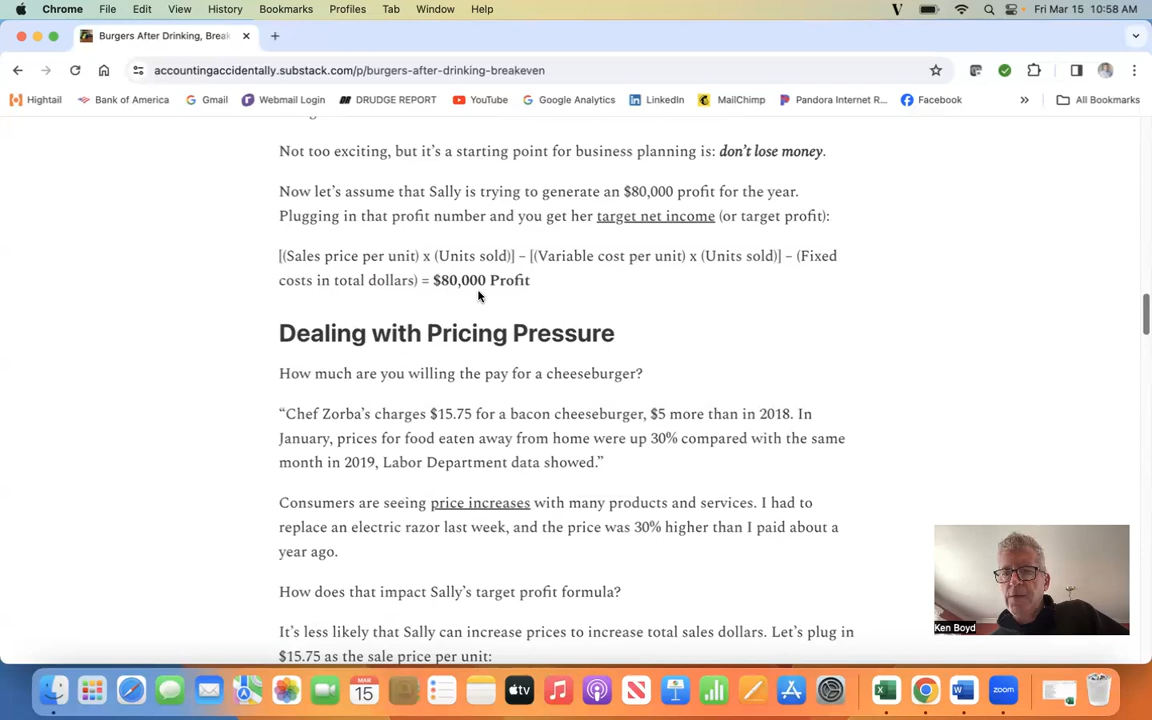 Chrome File Edit View History Bookmarks Profiles Tab Window Help V Fri Mar 15 10:58 AM
Burgers After Drinking, Break
accountingaccidentally.substack.com/p/burgers-after-drinking-breakeven
Hightail Bank of America Gmail Webmail Login DRUDGE REPORT YouTube Google Analytics LinkedIn MailChimp Pandora Internet R... Facebook » All Bookmarks
Not too exciting, but it’s a starting point for business planning is: don’t lose money.
Now let’s assume that Sally is trying to generate an $80,000 profit for the year.
Plugging in that profit number and you get her target net income (or target profit):
[(Sales price per unit) x (Units sold)] – [(Variable cost per unit) x (Units sold)] – (Fixed
costs in total dollars) = $80,000 Profit
Dealing with Pricing Pressure
How much are you willing the pay for a cheeseburger?
“Chef Zorba’s charges $15.75 for a bacon cheeseburger, $5 more than in 2018. In
January, prices for food eaten away from home were up 30% compared with the same
month in 2019, Labor Department data showed.”
Consumers are seeing price increases with many products and services. I had to
replace an electric razor last week, and the price was 30% higher than I paid about a
year ago.
How does that impact Sally’s target profit formula?
It’s less likely that Sally can increase prices to increase total sales dollars. Let’s plug in
$15.75 as the sale price per unit:
Ken Boyd
MAR
15
tv
zoom